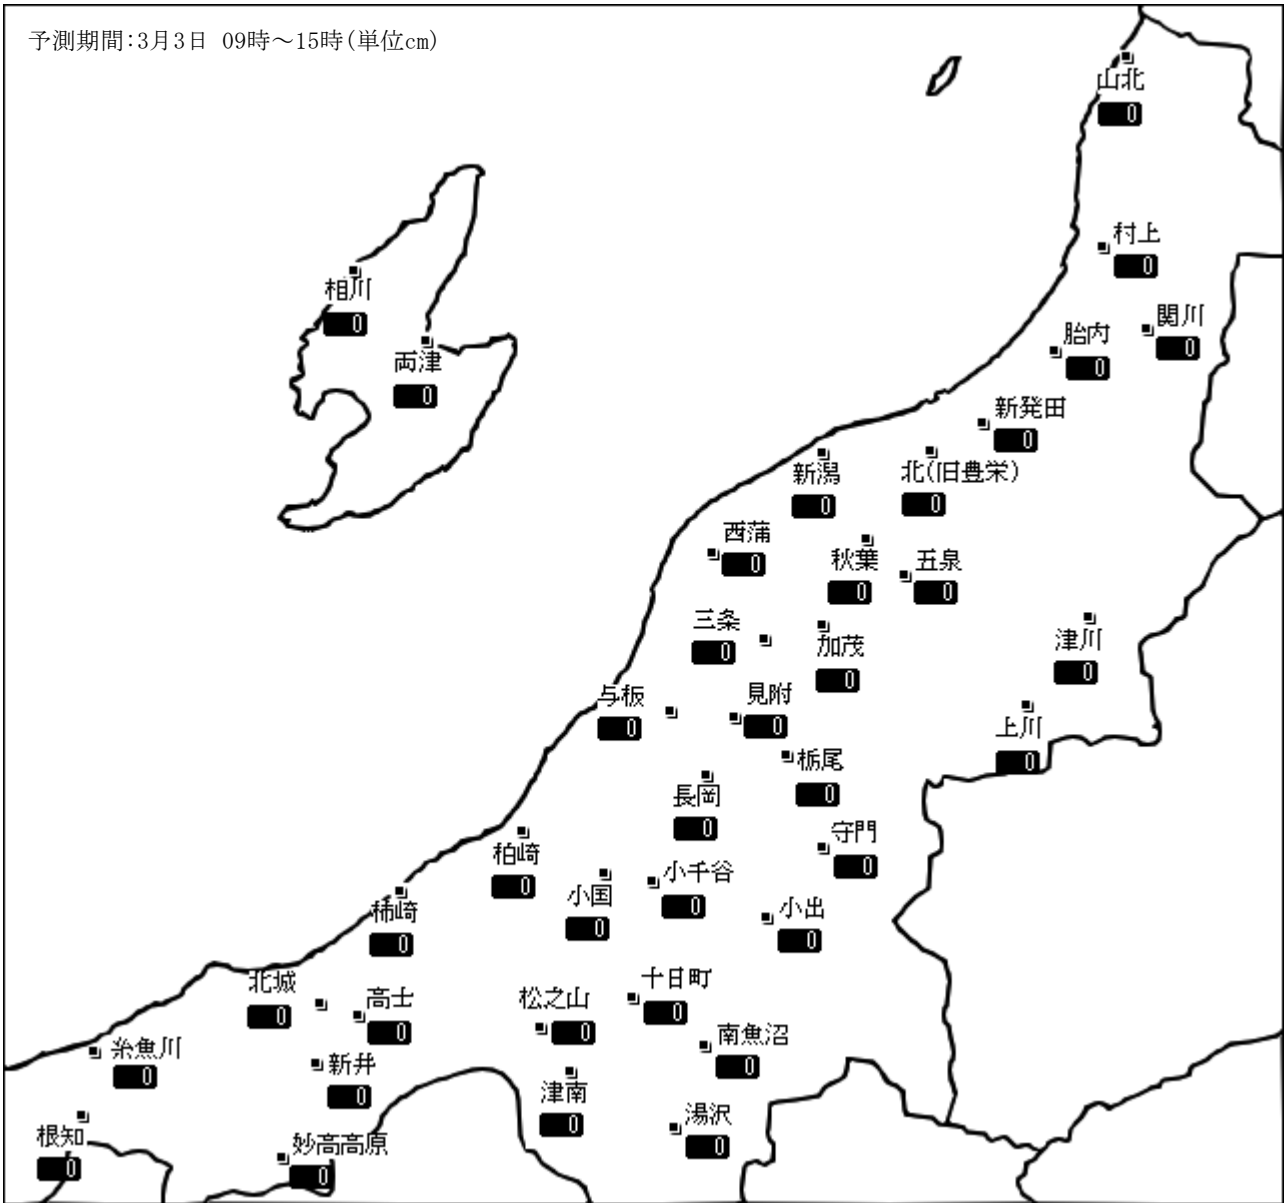 予測期間:3月3日 09時～15時(単位cm)
山北
0
村上
0
相川
0
関川
0
胎内
0
両津
0
新発田
0
新潟
0
北(旧豊栄)
0
西蒲
0
秋葉
0
五泉
0
三条
0
加茂
0
津川
0
与板
0
見附
0
上川
0
栃尾
0
長岡
0
守門
0
柏崎
0
小千谷
0
小国
0
小出
0
柿崎
0
北城
0
高士
0
松之山
0
十日町
0
南魚沼
0
糸魚川
0
新井
0
津南
0
湯沢
0
根知
0
妙高高原
0